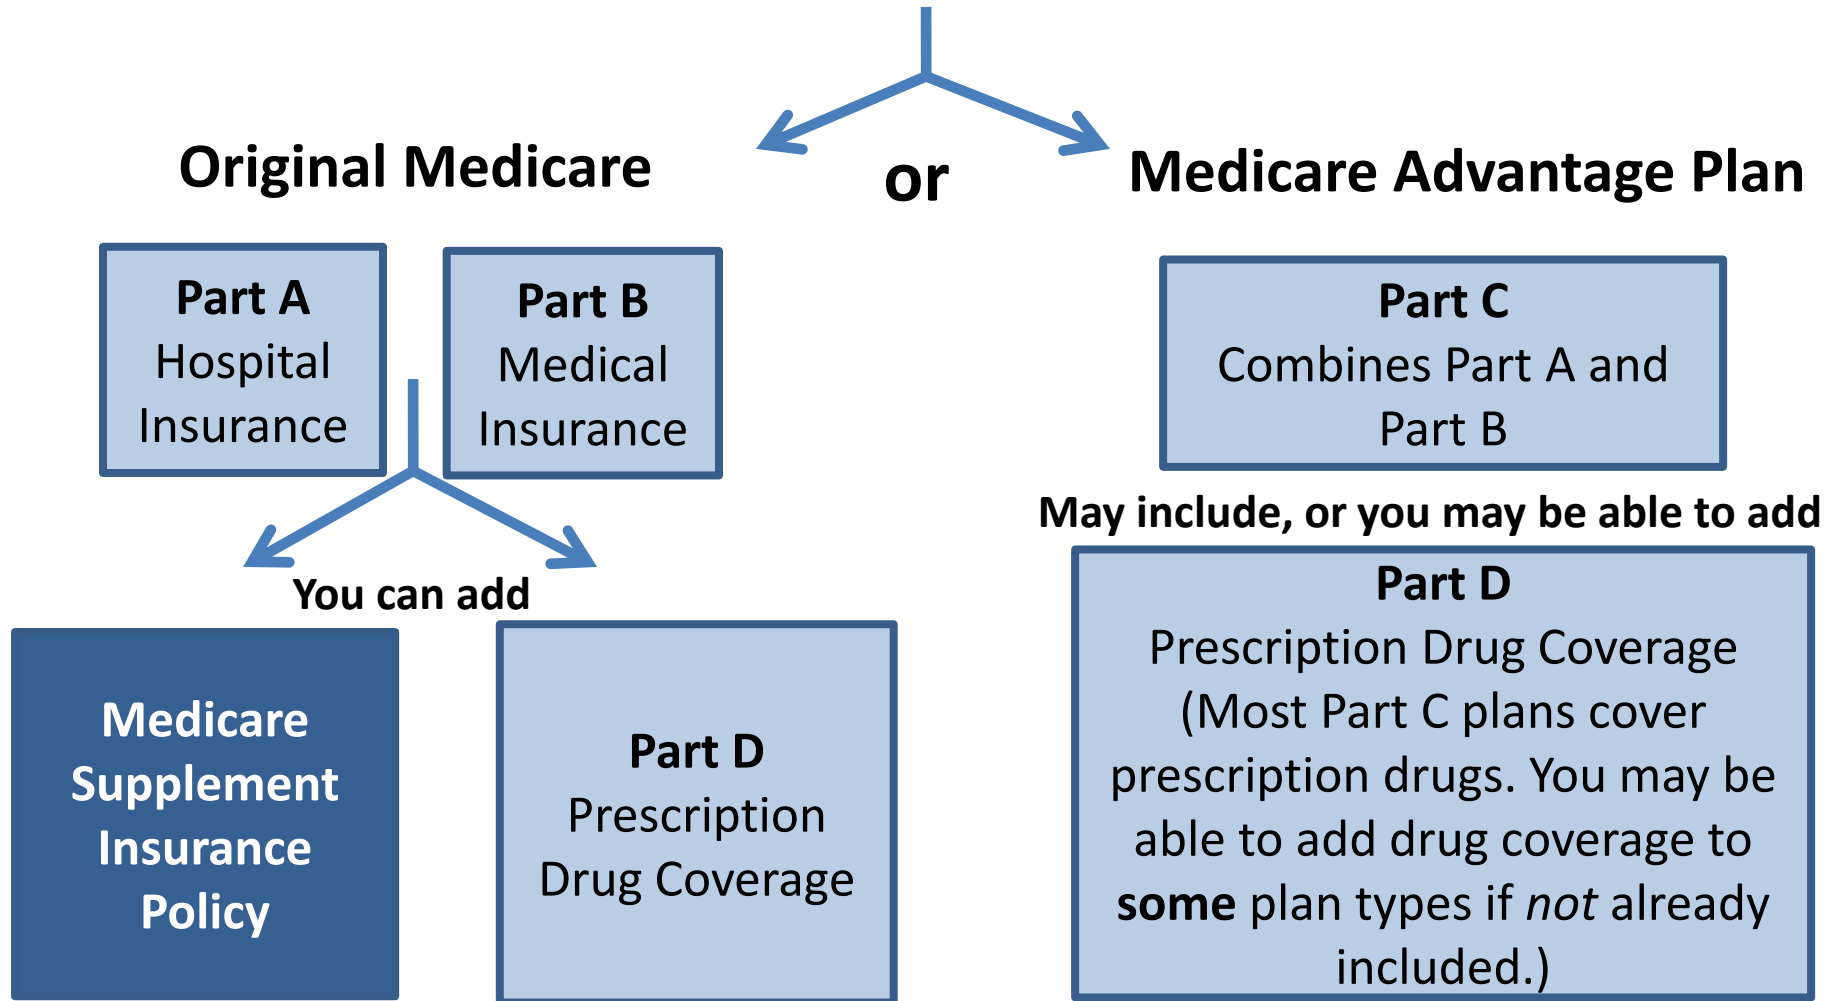 Original Medicare
or
Medicare Advantage Plan
Part A
Hospital
Insurance
Part B
Medical
Insurance
You can add
Medicare
Supplement
Insurance
Policy
Part D
Prescription
Drug Coverage
Part C
Combines Part A and
Part B
May include, or you may be able to add
Part D
Prescription Drug Coverage
(Most Part C plans cover
prescription drugs. You may be
able to add drug coverage to
some plan types if not already
included.)